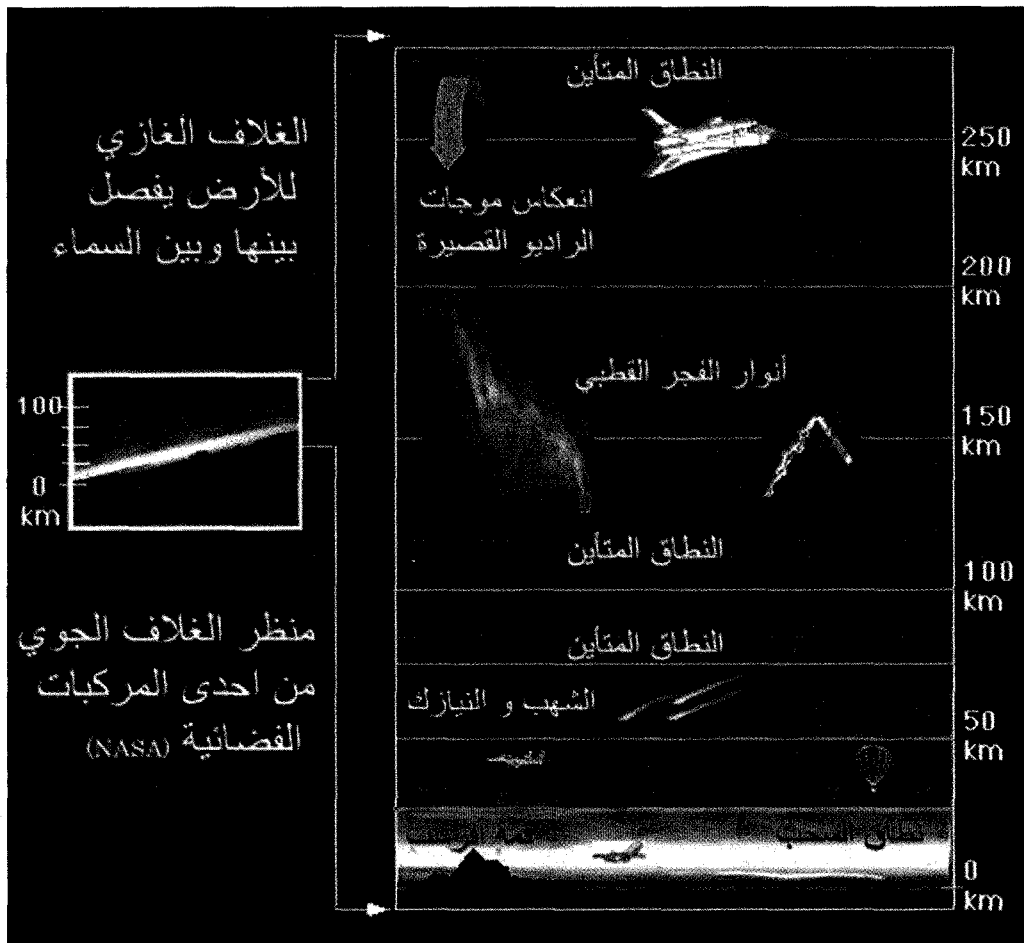 الغلاف الغازي
للأرض يفصل
بينها وبين السماء
100
0
km
منظر الغلاف الجوي
من احدى المركبات
الفضائية (NASA)
النطاق المتأين
انعكاس موجات
الراديو القصيرة
250
km
200
km
أنوار الفجر القطبي
150
km
النطاق المتأين
100
km
النطاق المتأين
الشهب و النيازك
50
km
نطاق السحب
0
km